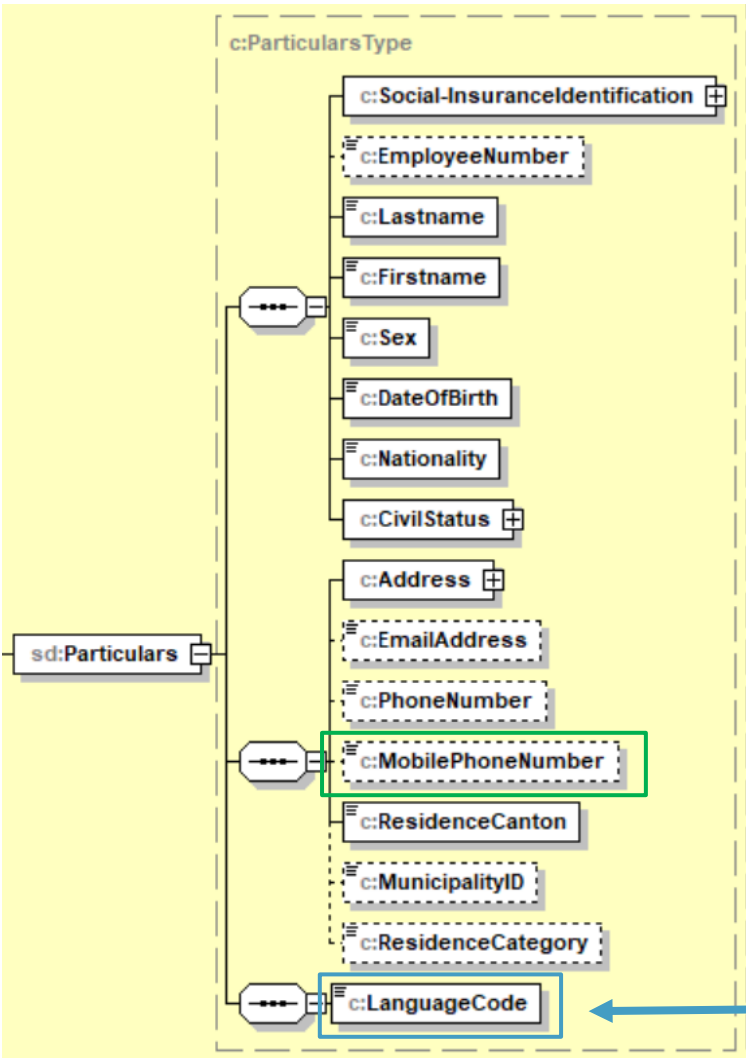 c:ParticularsType
c:Social-InsuranceIdentification
c:EmployeeNumber
c:Lastname
c:Firstname
c:Sex
c:DateOfBirth
c:Nationality
c:CivilStatus
c:Address
c:EmailAddress
sd:Particulars
c:PhoneNumber
c:MobilePhoneNumber
c:ResidenceCanton
c:MunicipalityID
c:ResidenceCategory
c:LanguageCode